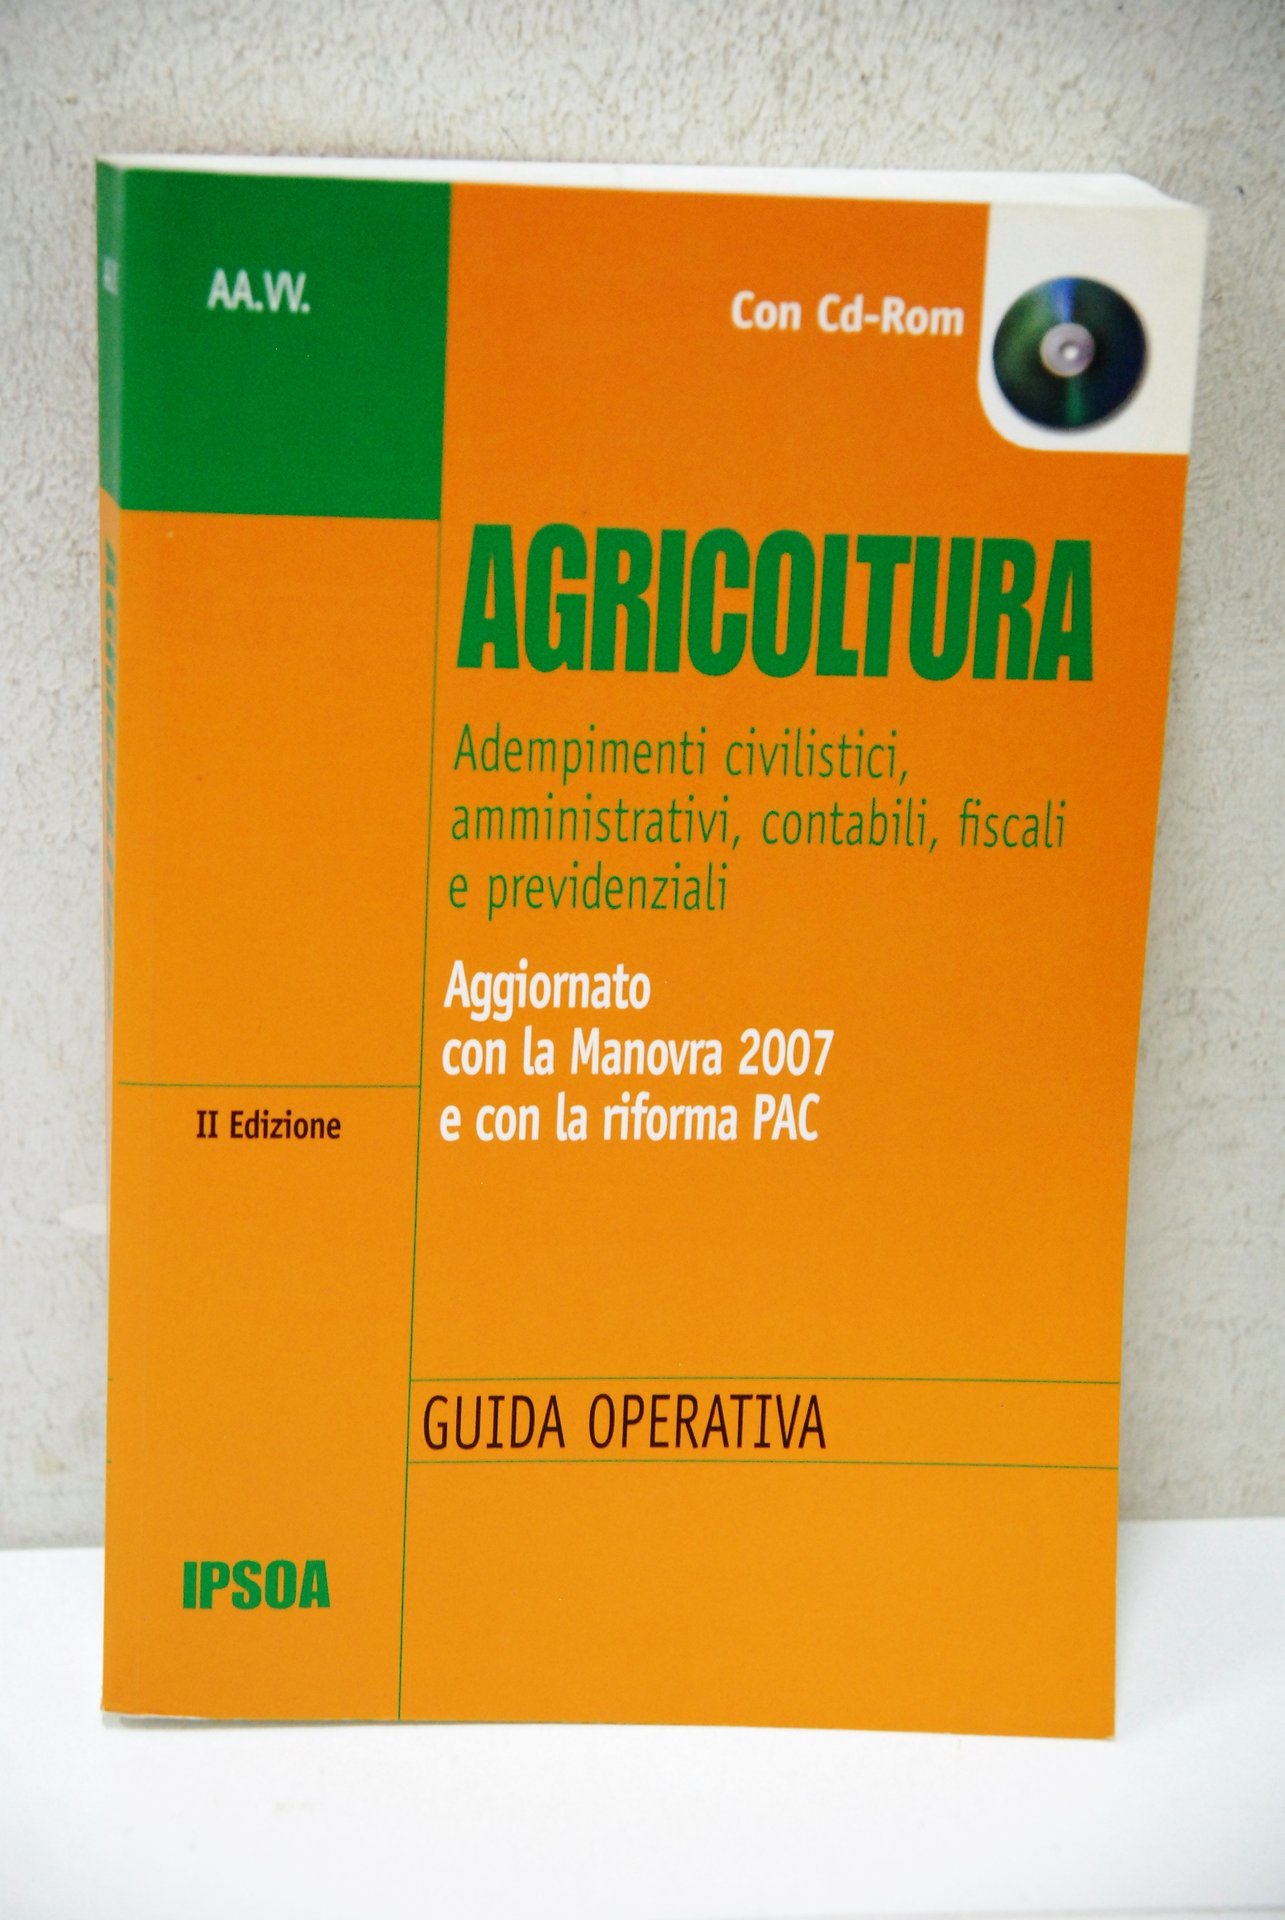 AA.VV.
Con Cd-Rom
AGRICOLTURA
Adempimenti civilistici,
amministrativi, contabili, fiscali
e previdenziali
Aggiornato
con la Manovra 2007
e con la riforma PAC
II Edizione
GUIDA OPERATIVA
IPSOA